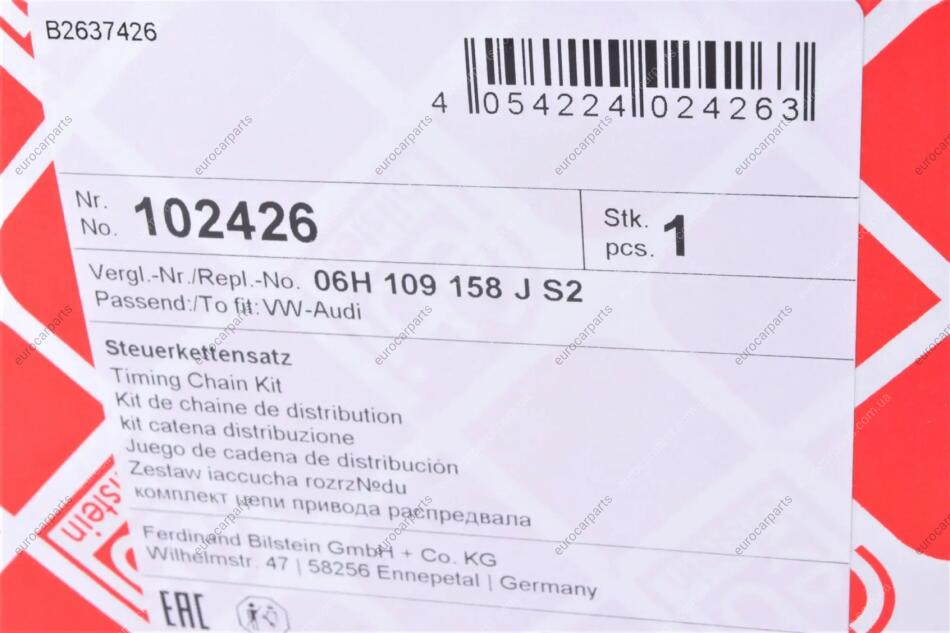 B2637426
4 054224 024263
Nr.
No. 102426
Stk.
pcs. 1
Vergl.-Nr./Repl.-No. 06H 109 158 J S2
Passend:/To fit:VW-Audi
Steuerkettensatz
Timing Chain Kit
Kit de chaine de distribution
kit catena distribuzione
Juego de cadena de distribución
Zestaw iaccucha rozrz№du
комплект цепи привода распредвала
Ferdinand Bilstein GmbH + Co. KG
Wilhelmstr. 47 | 58256 Ennepetal | Germany
EAC
lstein
eurocarparts